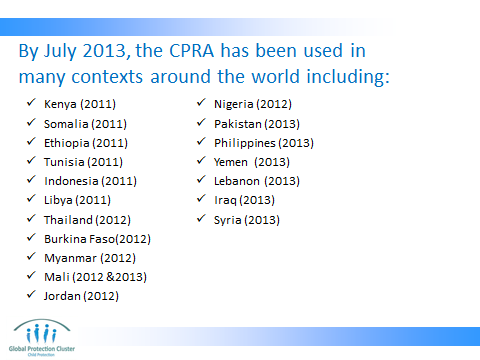 By July 2013, the CPRA has been used in
many contexts around the world including:
Kenya (2011)
Somalia (2011)
Ethiopia (2011)
Tunisia (2011)
Indonesia (2011)
Libya (2011)
Thailand (2012)
Burkina Faso(2012)
Myanmar (2012)
Mali (2012 &2013)
Jordan (2012)
Nigeria (2012)
Pakistan (2013)
Philippines (2013)
Yemen  (2013)
Lebanon (2013)
Iraq (2013)
Syria (2013)
Global Protection Cluster
Child Protection